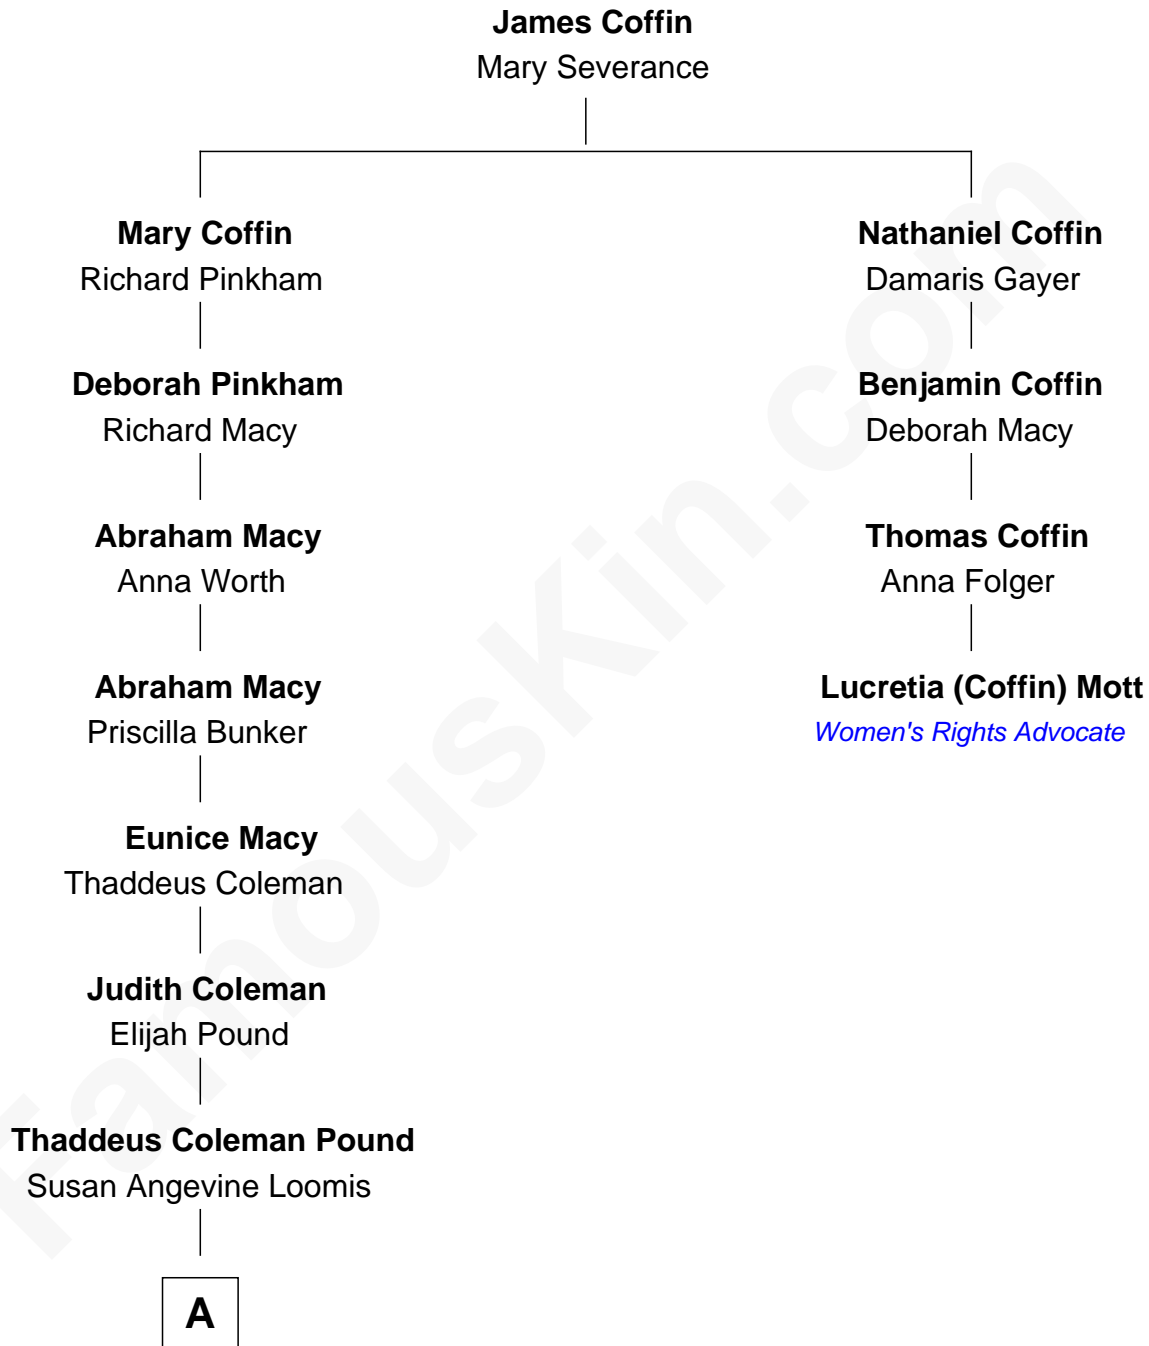 James Coffin
Mary Severance
Mary Coffin
Richard Pinkham
Nathaniel Coffin
Damaris Gayer
Deborah Pinkham
Richard Macy
Benjamin Coffin
Deborah Macy
Abraham Macy
Anna Worth
Thomas Coffin
Anna Folger
Abraham Macy
Priscilla Bunker
Lucretia (Coffin) Mott
Women's Rights Advocate
Eunice Macy
Thaddeus Coleman
Judith Coleman
Elijah Pound
Thaddeus Coleman Pound
Susan Angevine Loomis
A
FamousKin.com